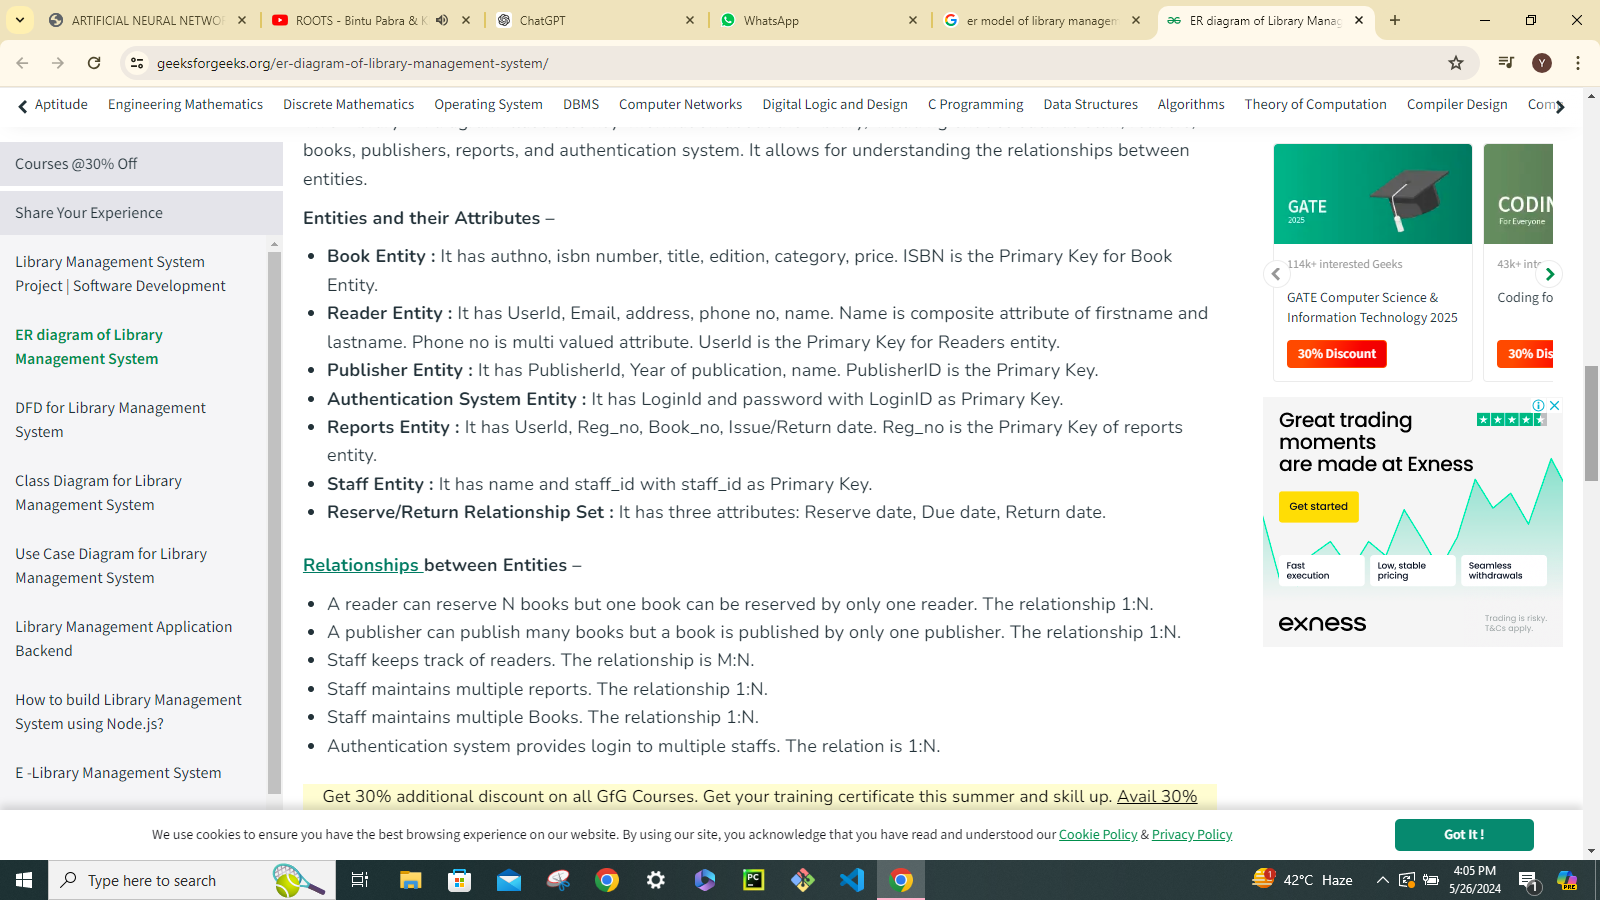 ARTIFICIAL NEURAL NETWOR
ROOTS - Bintu Pabra & K
ChatGPT
WhatsApp
er model of library managem
ER diagram of Library Manag
geeksforgeeks.org/er-diagram-of-library-management-system/
Y
Aptitude
Engineering Mathematics
Discrete Mathematics
Operating System
DBMS
Computer Networks
Digital Logic and Design
C Programming
Data Structures
Algorithms
Theory of Computation
Compiler Design
Comp
Courses @30% Off
Share Your Experience
Library Management System
Project | Software Development
ER diagram of Library
Management System
DFD for Library Management
System
Class Diagram for Library
Management System
Use Case Diagram for Library
Management System
Library Management Application
Backend
How to build Library Management
System using Node.js?
E -Library Management System
books, publishers, reports, and authentication system. It allows for understanding the relationships between
entities.
Entities and their Attributes –
• Book Entity : It has authno, isbn number, title, edition, category, price. ISBN is the Primary Key for Book
Entity.
• Reader Entity : It has UserId, Email, address, phone no, name. Name is composite attribute of firstname and
lastname. Phone no is multi valued attribute. UserId is the Primary Key for Readers entity.
• Publisher Entity : It has PublisherId, Year of publication, name. PublisherID is the Primary Key.
• Authentication System Entity : It has LoginId and password with LoginID as Primary Key.
• Reports Entity : It has UserId, Reg_no, Book_no, Issue/Return date. Reg_no is the Primary Key of reports
entity.
• Staff Entity : It has name and staff_id with staff_id as Primary Key.
• Reserve/Return Relationship Set : It has three attributes: Reserve date, Due date, Return date.
Relationships between Entities –
• A reader can reserve N books but one book can be reserved by only one reader. The relationship 1:N.
• A publisher can publish many books but a book is published by only one publisher. The relationship 1:N.
• Staff keeps track of readers. The relationship is M:N.
• Staff maintains multiple reports. The relationship 1:N.
• Staff maintains multiple Books. The relationship 1:N.
• Authentication system provides login to multiple staffs. The relation is 1:N.
Get 30% additional discount on all GfG Courses. Get your training certificate this summer and skill up. Avail 30%
GATE
2025
114k+ interested Geeks
GATE Computer Science &
Information Technology 2025
30% Discount
CODIN
For Everyone
43k+ inte
Coding fo
30% Dis
Great trading
moments
are made at Exness
Get started
Fast
execution
Low, stable
pricing
Seamless
withdrawals
exness
Trading is risky.
T&Cs apply.
We use cookies to ensure you have the best browsing experience on our website. By using our site, you acknowledge that you have read and understood our Cookie Policy & Privacy Policy
Got It !
Type here to search
PC
1
42°C Haze
4:05 PM
5/26/2024
1
PRE